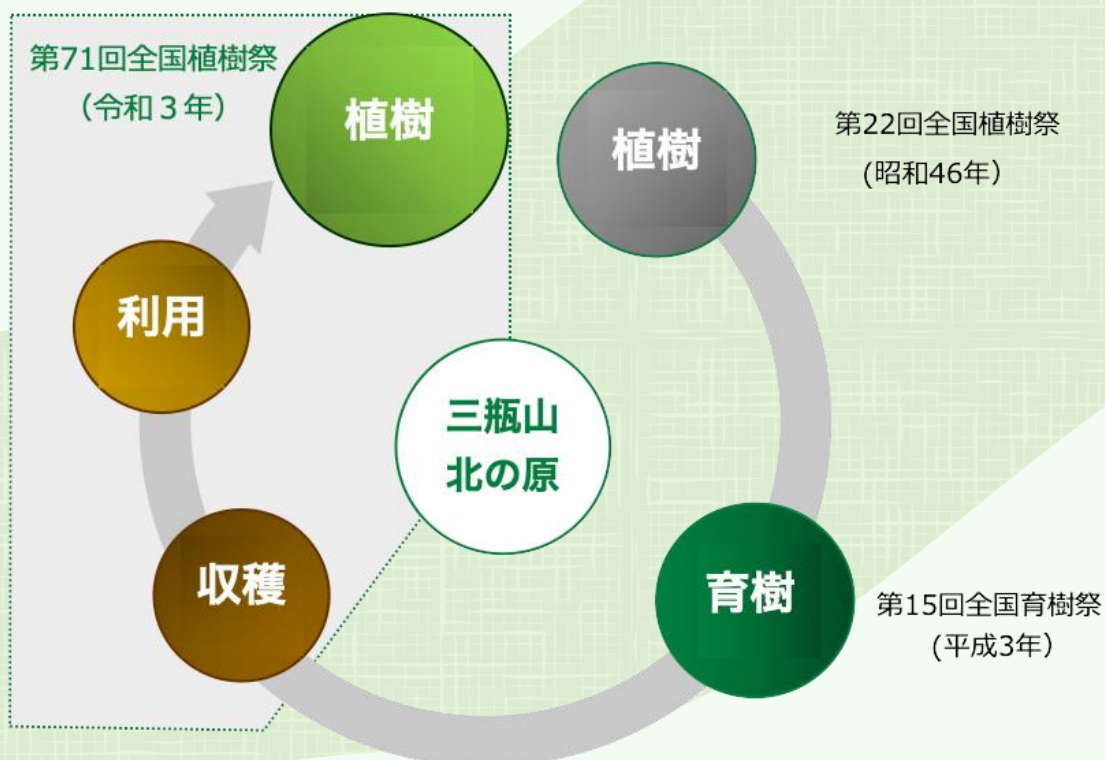 第71回全国植樹祭
（令和３年）
植樹
植樹
第22回全国植樹祭
(昭和46年）
利用
三瓶山
北の原
収穫
育樹
第15回全国育樹祭
(平成3年）